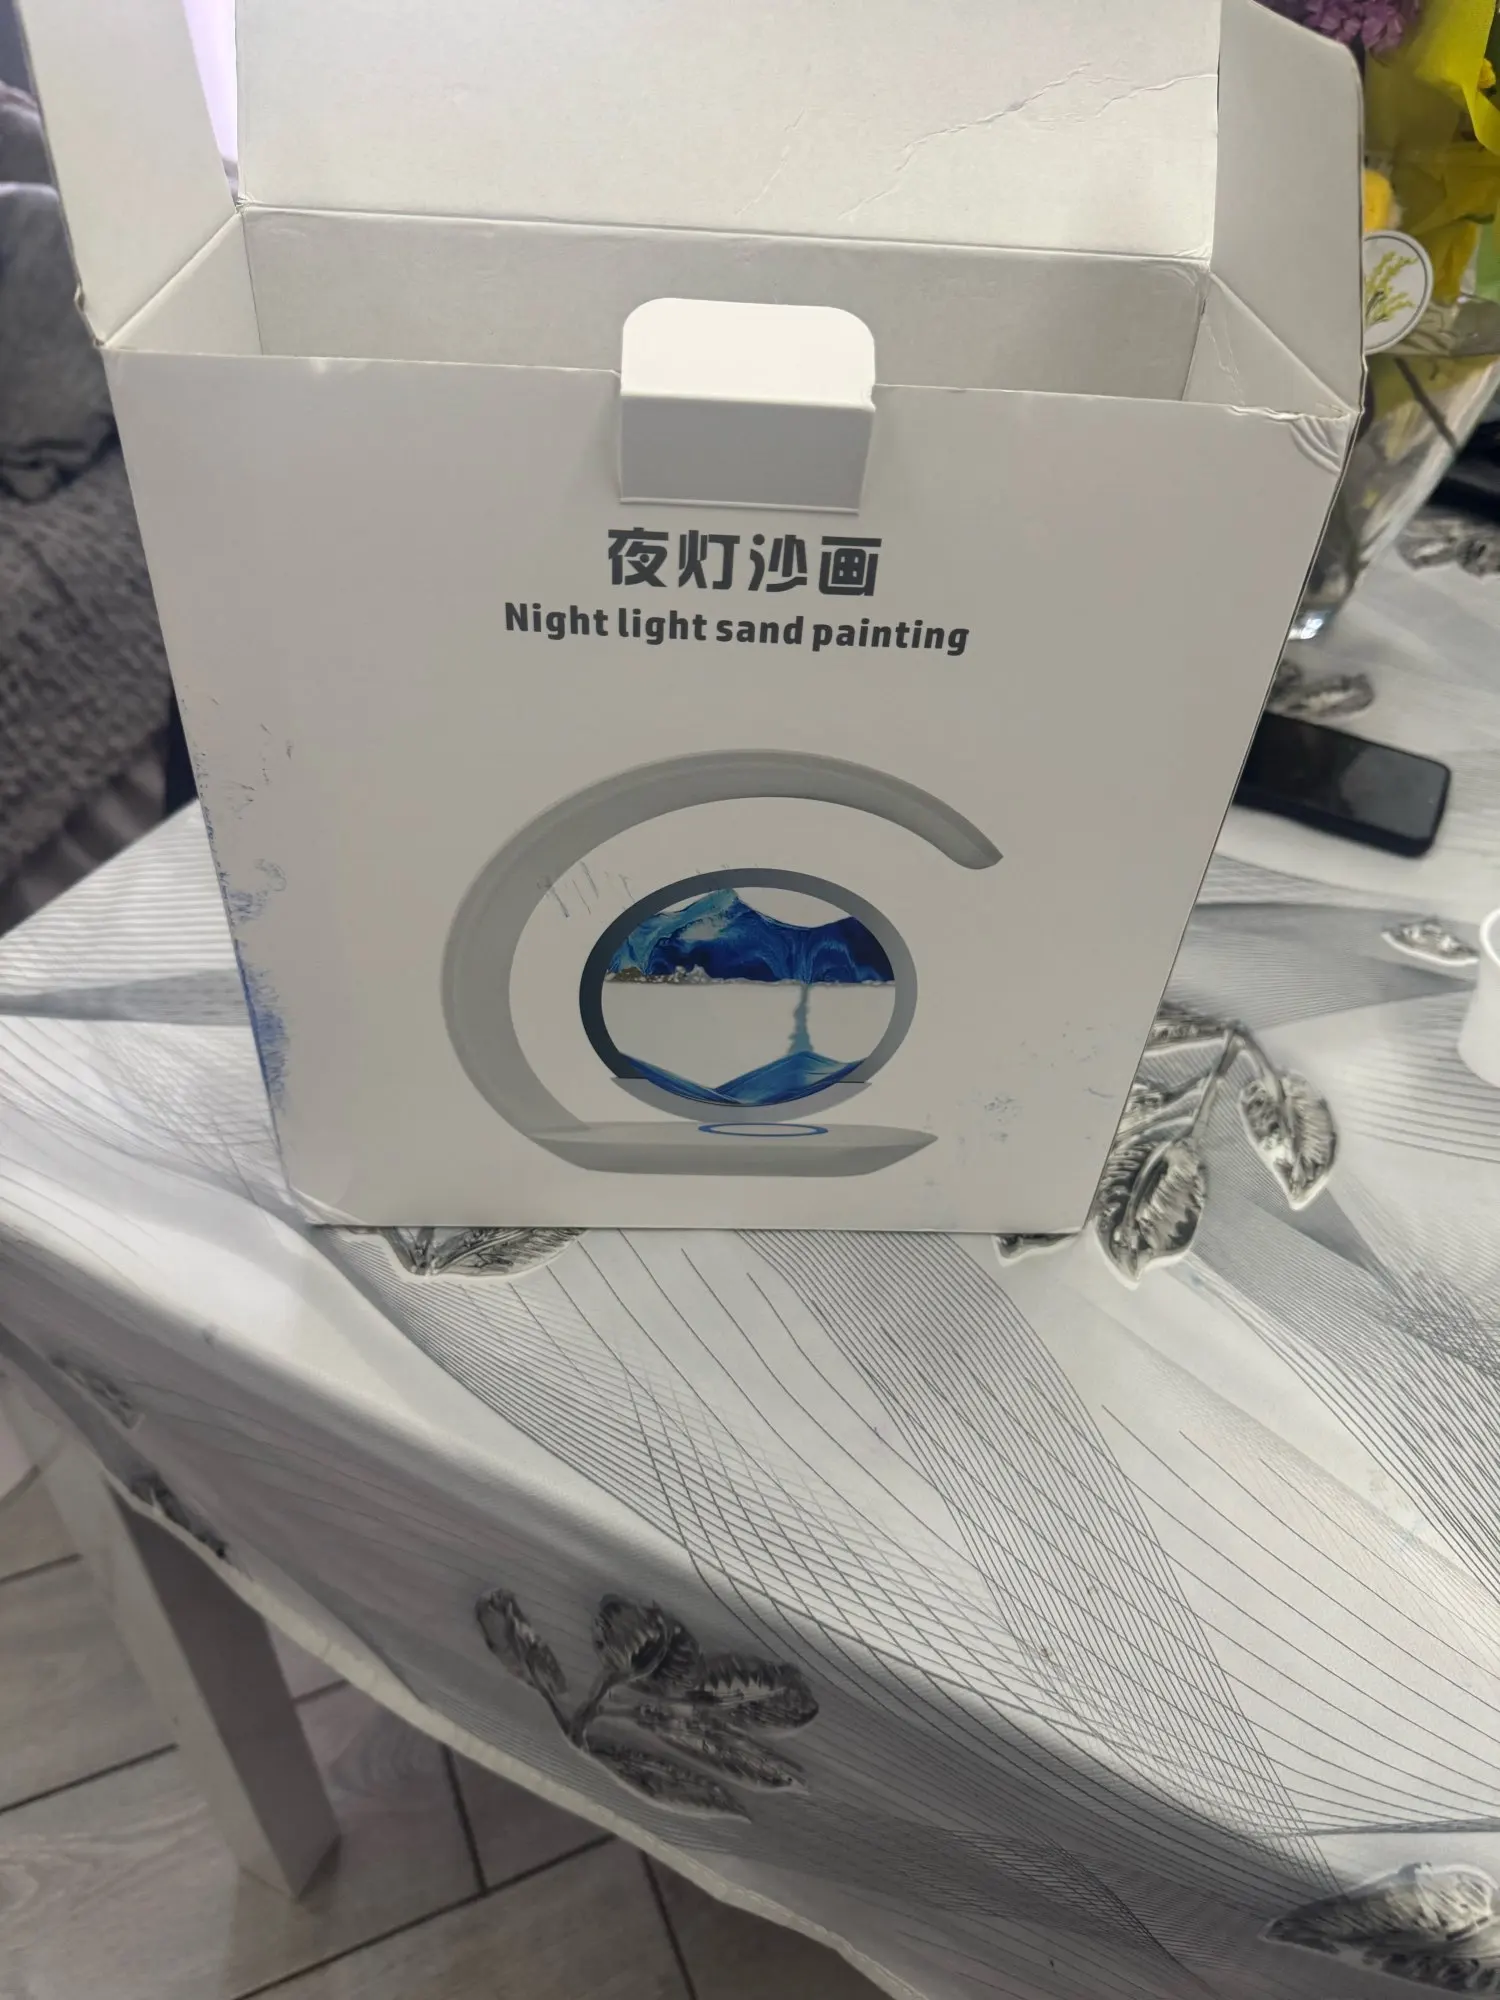 夜灯沙画
Night light sand painting